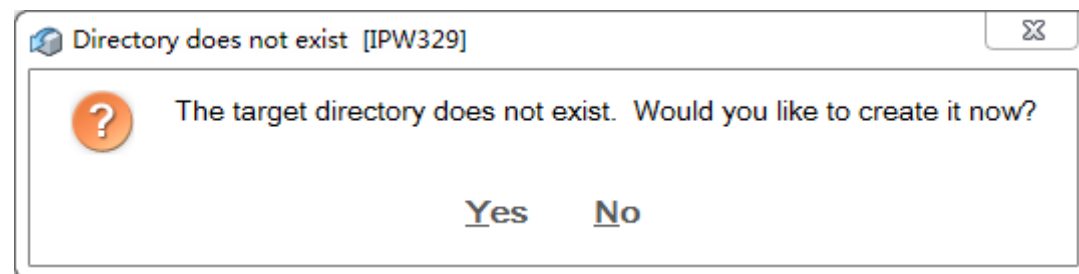 Directory does not exist  [IPW329]
The target directory does not exist.  Would you like to create it now?
Yes No